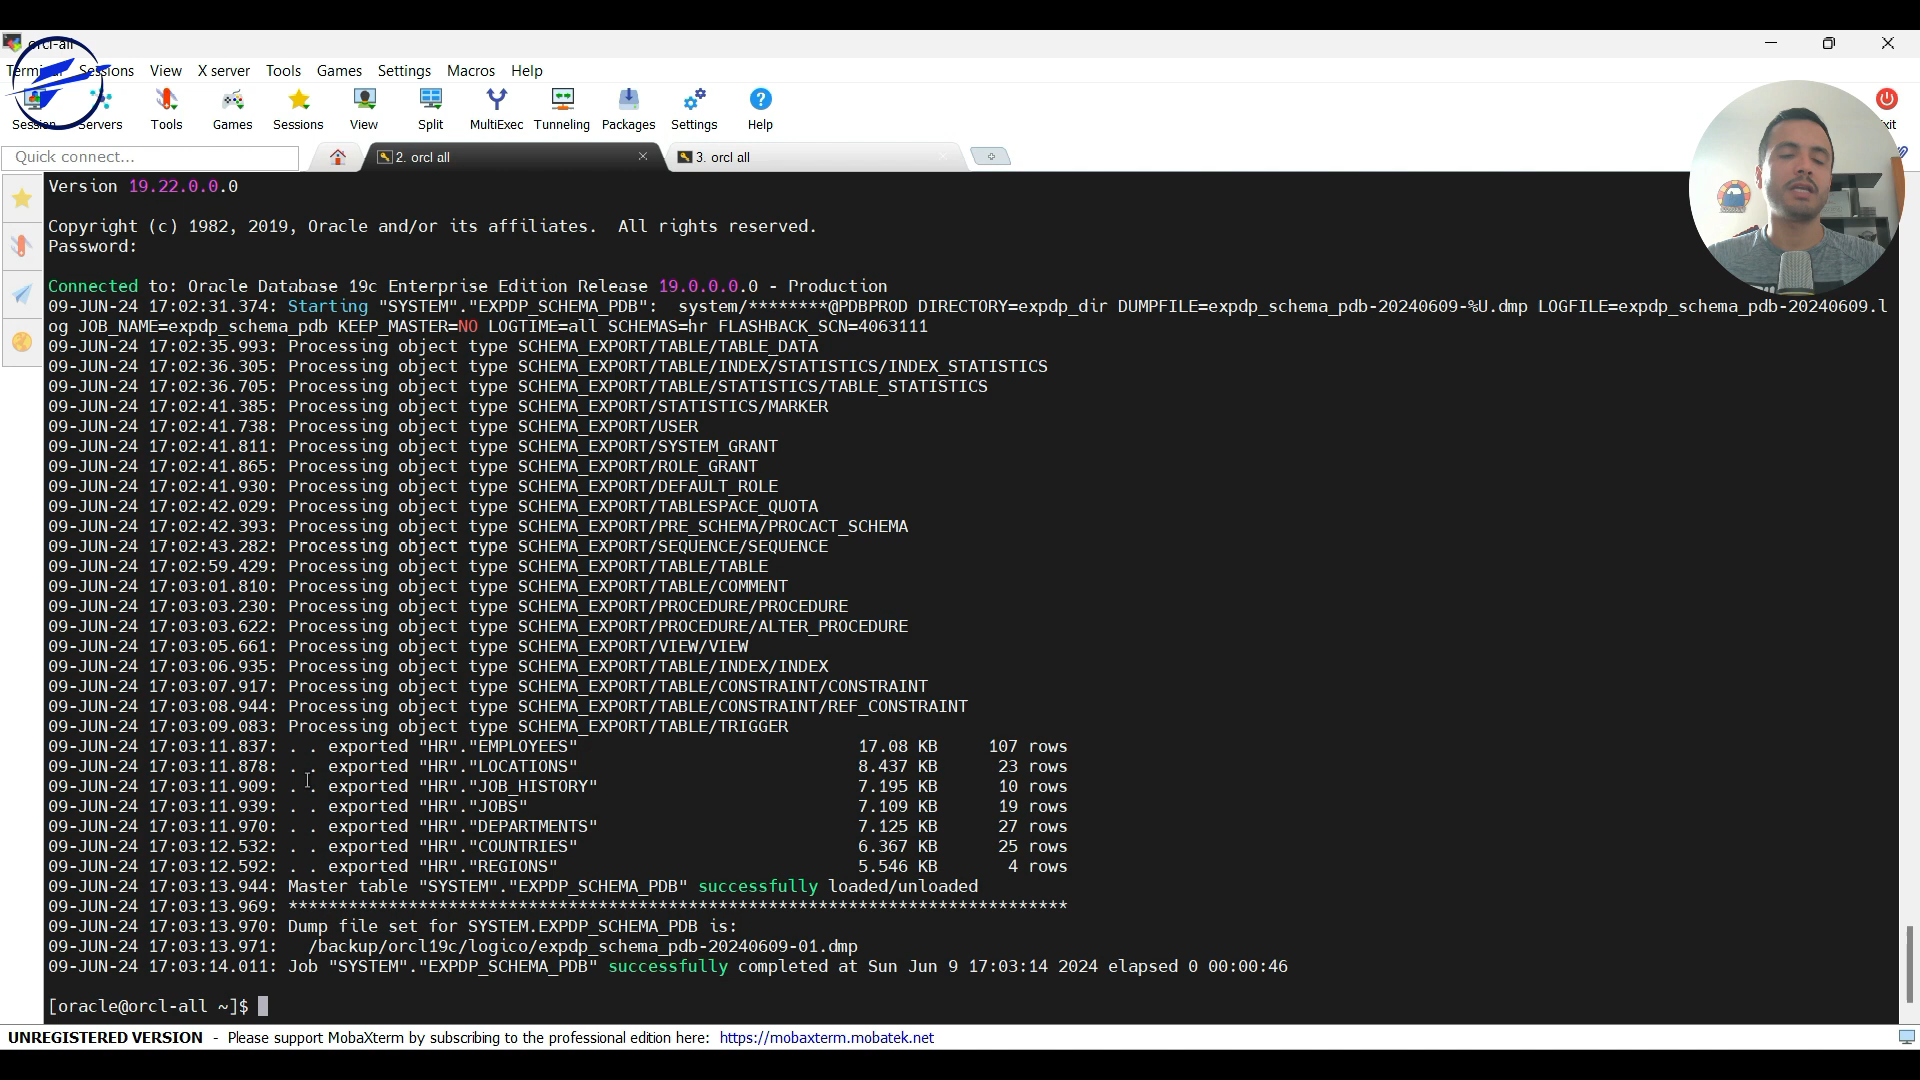 orcl-all
Terminal Sessions View X server Tools Games Settings Macros Help
Session Servers Tools Games Sessions View Split MultiExec Tunneling Packages Settings Help
Quick connect...
2. orcl all
3. orcl all
Version 19.22.0.0.0
Copyright (c) 1982, 2019, Oracle and/or its affiliates.  All rights reserved.
Password:
Connected to: Oracle Database 19c Enterprise Edition Release 19.0.0.0.0 - Production
09-JUN-24 17:02:31.374: Starting "SYSTEM"."EXPDP_SCHEMA_PDB":  system/********@PDBPROD DIRECTORY=expdp_dir DUMPFILE=expdp_schema_pdb-20240609-%U.dmp LOGFILE=expdp_schema_pdb-20240609.l
og JOB_NAME=expdp_schema_pdb KEEP_MASTER=NO LOGTIME=all SCHEMAS=hr FLASHBACK_SCN=4063111
09-JUN-24 17:02:35.993: Processing object type SCHEMA_EXPORT/TABLE/TABLE_DATA
09-JUN-24 17:02:36.305: Processing object type SCHEMA_EXPORT/TABLE/INDEX/STATISTICS/INDEX_STATISTICS
09-JUN-24 17:02:36.705: Processing object type SCHEMA_EXPORT/TABLE/STATISTICS/TABLE_STATISTICS
09-JUN-24 17:02:41.385: Processing object type SCHEMA_EXPORT/STATISTICS/MARKER
09-JUN-24 17:02:41.738: Processing object type SCHEMA_EXPORT/USER
09-JUN-24 17:02:41.811: Processing object type SCHEMA_EXPORT/SYSTEM_GRANT
09-JUN-24 17:02:41.865: Processing object type SCHEMA_EXPORT/ROLE_GRANT
09-JUN-24 17:02:41.930: Processing object type SCHEMA_EXPORT/DEFAULT_ROLE
09-JUN-24 17:02:42.029: Processing object type SCHEMA_EXPORT/TABLESPACE_QUOTA
09-JUN-24 17:02:42.393: Processing object type SCHEMA_EXPORT/PRE_SCHEMA/PROCACT_SCHEMA
09-JUN-24 17:02:43.282: Processing object type SCHEMA_EXPORT/SEQUENCE/SEQUENCE
09-JUN-24 17:02:59.429: Processing object type SCHEMA_EXPORT/TABLE/TABLE
09-JUN-24 17:03:01.810: Processing object type SCHEMA_EXPORT/TABLE/COMMENT
09-JUN-24 17:03:03.230: Processing object type SCHEMA_EXPORT/PROCEDURE/PROCEDURE
09-JUN-24 17:03:03.622: Processing object type SCHEMA_EXPORT/PROCEDURE/ALTER_PROCEDURE
09-JUN-24 17:03:05.661: Processing object type SCHEMA_EXPORT/VIEW/VIEW
09-JUN-24 17:03:06.935: Processing object type SCHEMA_EXPORT/TABLE/INDEX/INDEX
09-JUN-24 17:03:07.917: Processing object type SCHEMA_EXPORT/TABLE/CONSTRAINT/CONSTRAINT
09-JUN-24 17:03:08.944: Processing object type SCHEMA_EXPORT/TABLE/CONSTRAINT/REF_CONSTRAINT
09-JUN-24 17:03:09.083: Processing object type SCHEMA_EXPORT/TABLE/TRIGGER
09-JUN-24 17:03:11.837: . . exported "HR"."EMPLOYEES" 17.08 KB 107 rows
09-JUN-24 17:03:11.878: . . exported "HR"."LOCATIONS" 8.437 KB 23 rows
09-JUN-24 17:03:11.909: . . exported "HR"."JOB_HISTORY" 7.195 KB 10 rows
09-JUN-24 17:03:11.939: . . exported "HR"."JOBS" 7.109 KB 19 rows
09-JUN-24 17:03:11.970: . . exported "HR"."DEPARTMENTS" 7.125 KB 27 rows
09-JUN-24 17:03:12.532: . . exported "HR"."COUNTRIES" 6.367 KB 25 rows
09-JUN-24 17:03:12.592: . . exported "HR"."REGIONS" 5.546 KB 4 rows
09-JUN-24 17:03:13.944: Master table "SYSTEM"."EXPDP_SCHEMA_PDB" successfully loaded/unloaded
09-JUN-24 17:03:13.969: ******************************************************************************
09-JUN-24 17:03:13.970: Dump file set for SYSTEM.EXPDP_SCHEMA_PDB is:
09-JUN-24 17:03:13.971:   /backup/orcl19c/logico/expdp_schema_pdb-20240609-01.dmp
09-JUN-24 17:03:14.011: Job "SYSTEM"."EXPDP_SCHEMA_PDB" successfully completed at Sun Jun 9 17:03:14 2024 elapsed 0 00:00:46
[oracle@orcl-all ~]$
UNREGISTERED VERSION - Please support MobaXterm by subscribing to the professional edition here: https://mobaxterm.mobatek.net